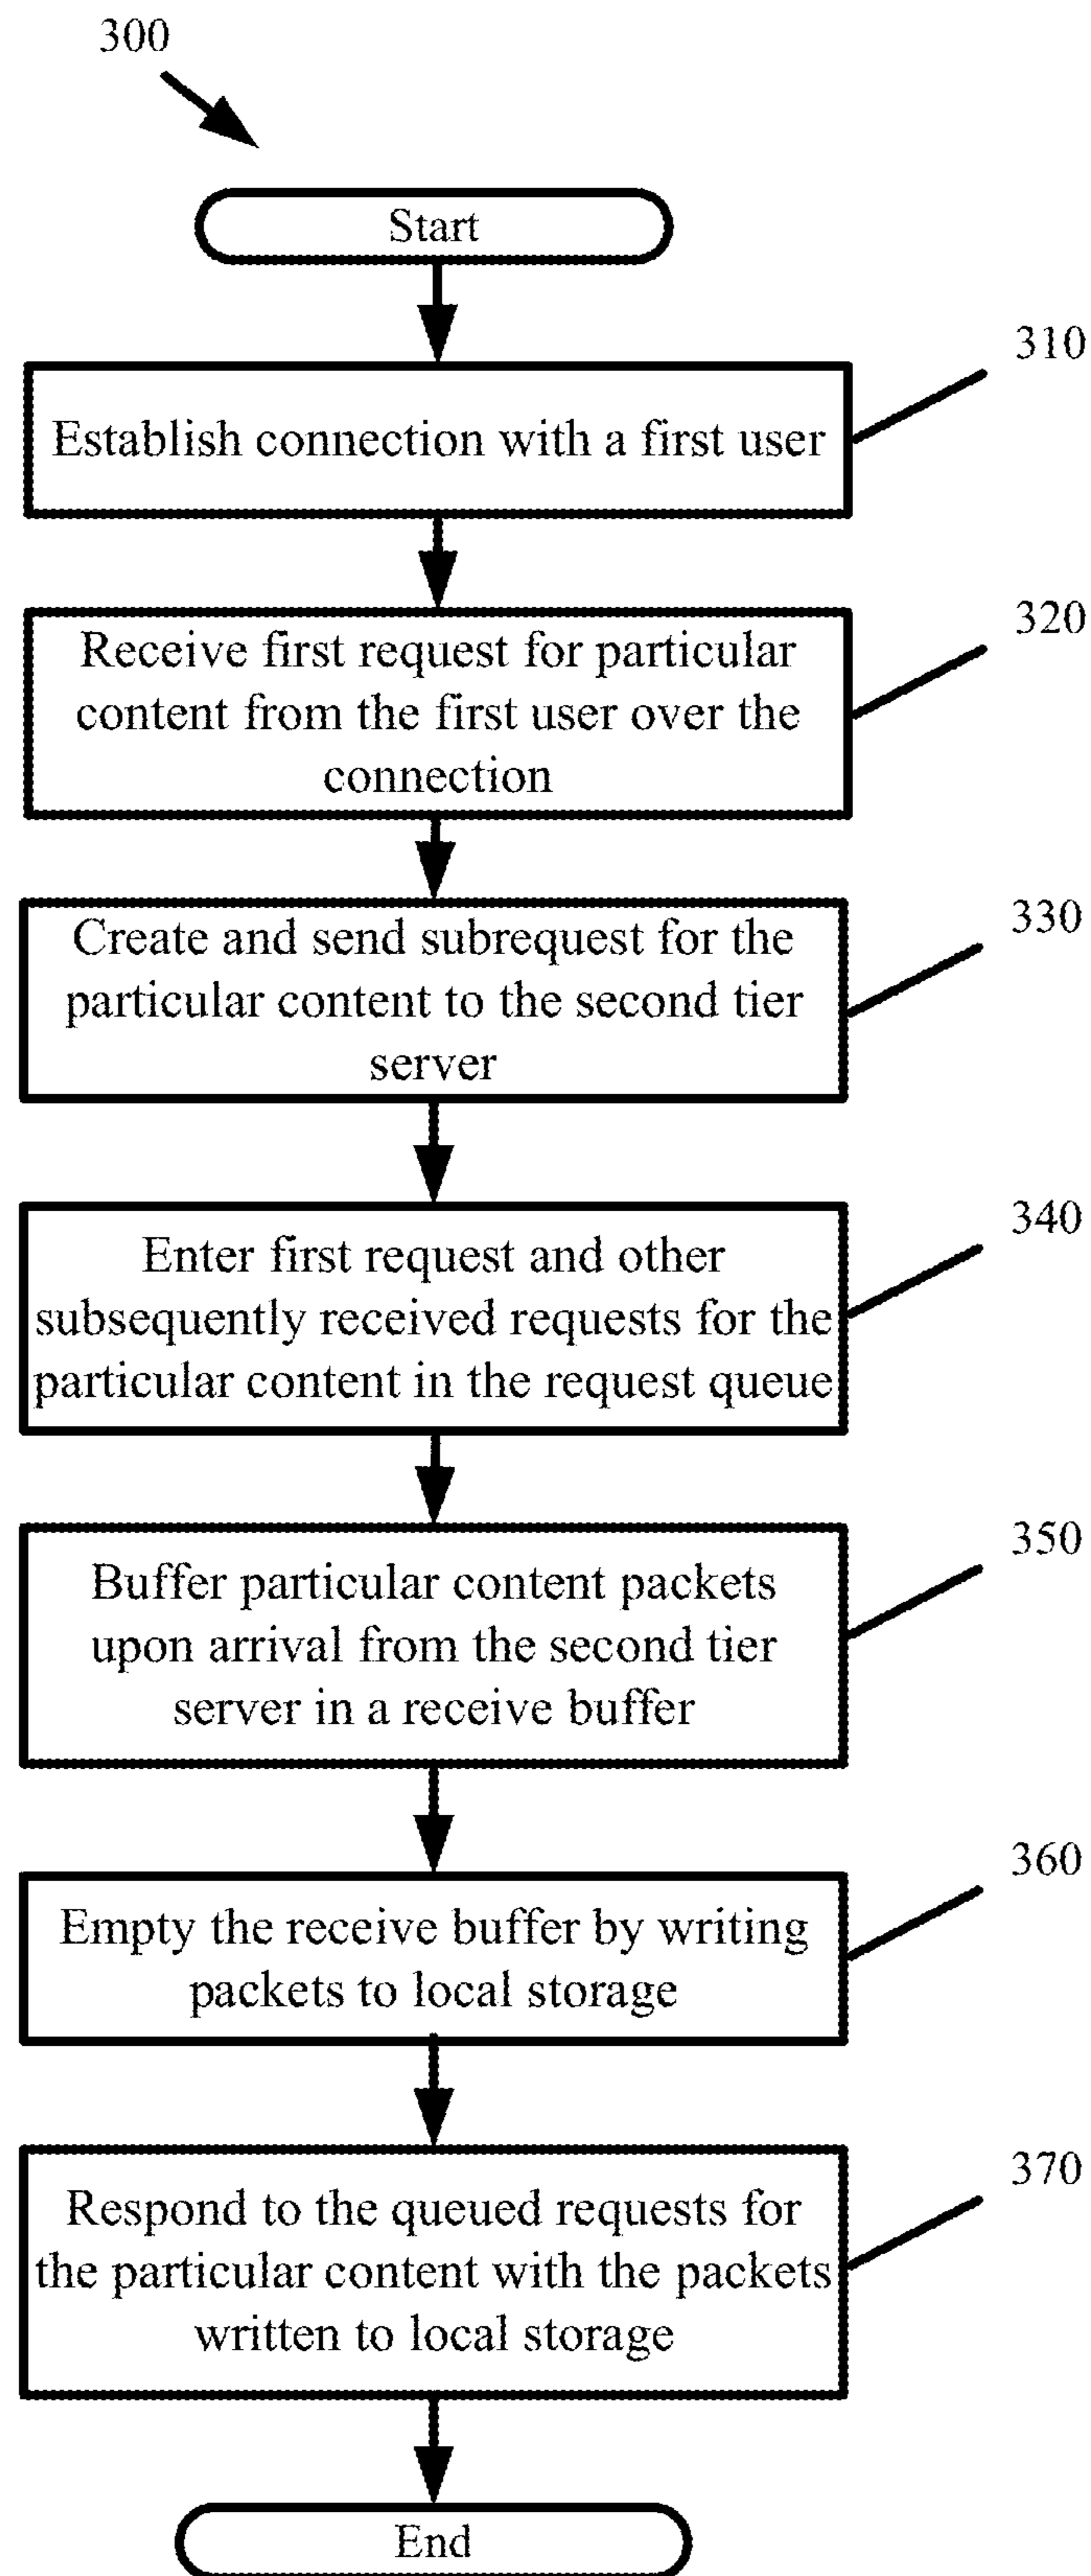 300
Start
310
Establish connection with a first user
320
Receive first request for particular
content from the first user over the
connection
330
Create and send subrequest for the
particular content to the second tier
server
340
Enter first request and other
subsequently received requests for the
particular content in the request queue
350
Buffer particular content packets
upon arrival from the second tier
server in a receive buffer
360
Empty the receive buffer by writing
packets to local storage
370
Respond to the queued requests for
the particular content with the packets
written to local storage
End